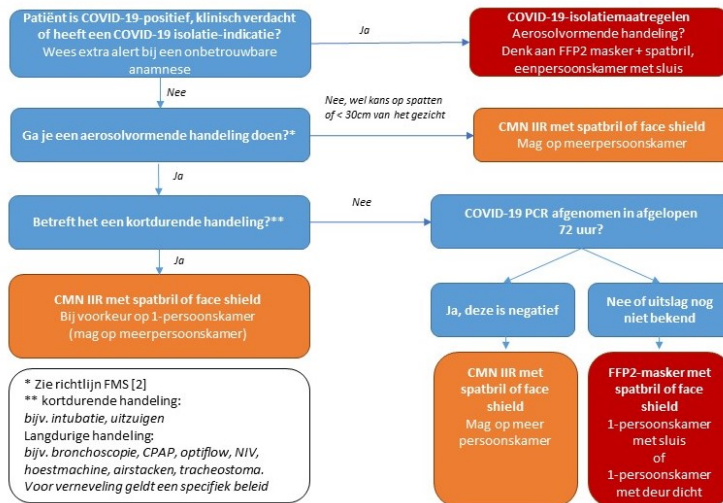 Patiënt is COVID-19-positief, klinisch verdacht
of heeft een COVID-19 isolatie-indicatie?
Wees extra alert bij een onbetrouwbare
anamnese
Ja
COVID-19-isolatiemaatregelen
Aerosolvormende handeling?
Denk aan FFP2 masker + spatbril,
eenpersoonskamer met sluis
Nee
Ga je een aerosolvormende handeling doen?*
Nee, wel kans op spatten
of < 30cm van het gezicht
CMN IIR met spatbril of face shield
Mag op meerpersoonskamer
Ja
Betreft het een kortdurende handeling?**
Nee
COVID-19 PCR afgenomen in afgelopen
72 uur?
Ja
CMN IIR met spatbril of face shield
Bij voorkeur op 1-persoonskamer
(mag op meerpersoonskamer)
Ja, deze is negatief
Nee of uitslag nog
niet bekend
CMN IIR met
spatbril of face
shield
Mag op meer
persoonskamer
FFP2-masker met
spatbril of face
shield
1-persoonskamer
met sluis
of
1-persoonskamer
met deur dicht
* Zie richtlijn FMS [2]
** kortdurende handeling:
bijv. intubatie, uitzuigen
Langdurige handeling:
bijv. bronchoscopie, CPAP, optiflow, NIV,
hoestmachine, airstacken, tracheostoma.
Voor verneveling geldt een specifiek beleid